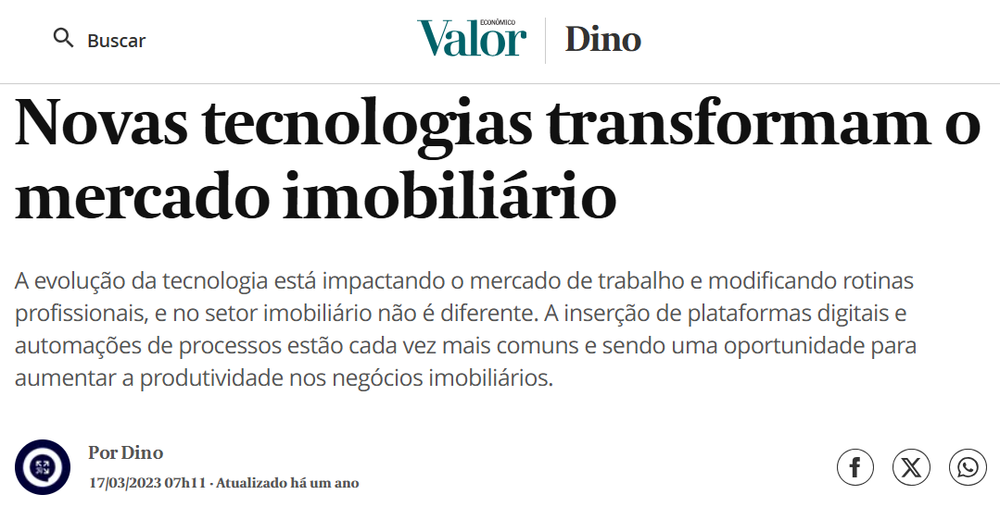 Buscar
Valor ECONÔMICO
Dino
Novas tecnologias transformam o
mercado imobiliário
A evolução da tecnologia está impactando o mercado de trabalho e modificando rotinas
profissionais, e no setor imobiliário não é diferente. A inserção de plataformas digitais e
automações de processos estão cada vez mais comuns e sendo uma oportunidade para
aumentar a produtividade nos negócios imobiliários.
Por Dino
17/03/2023 07h11 · Atualizado há um ano